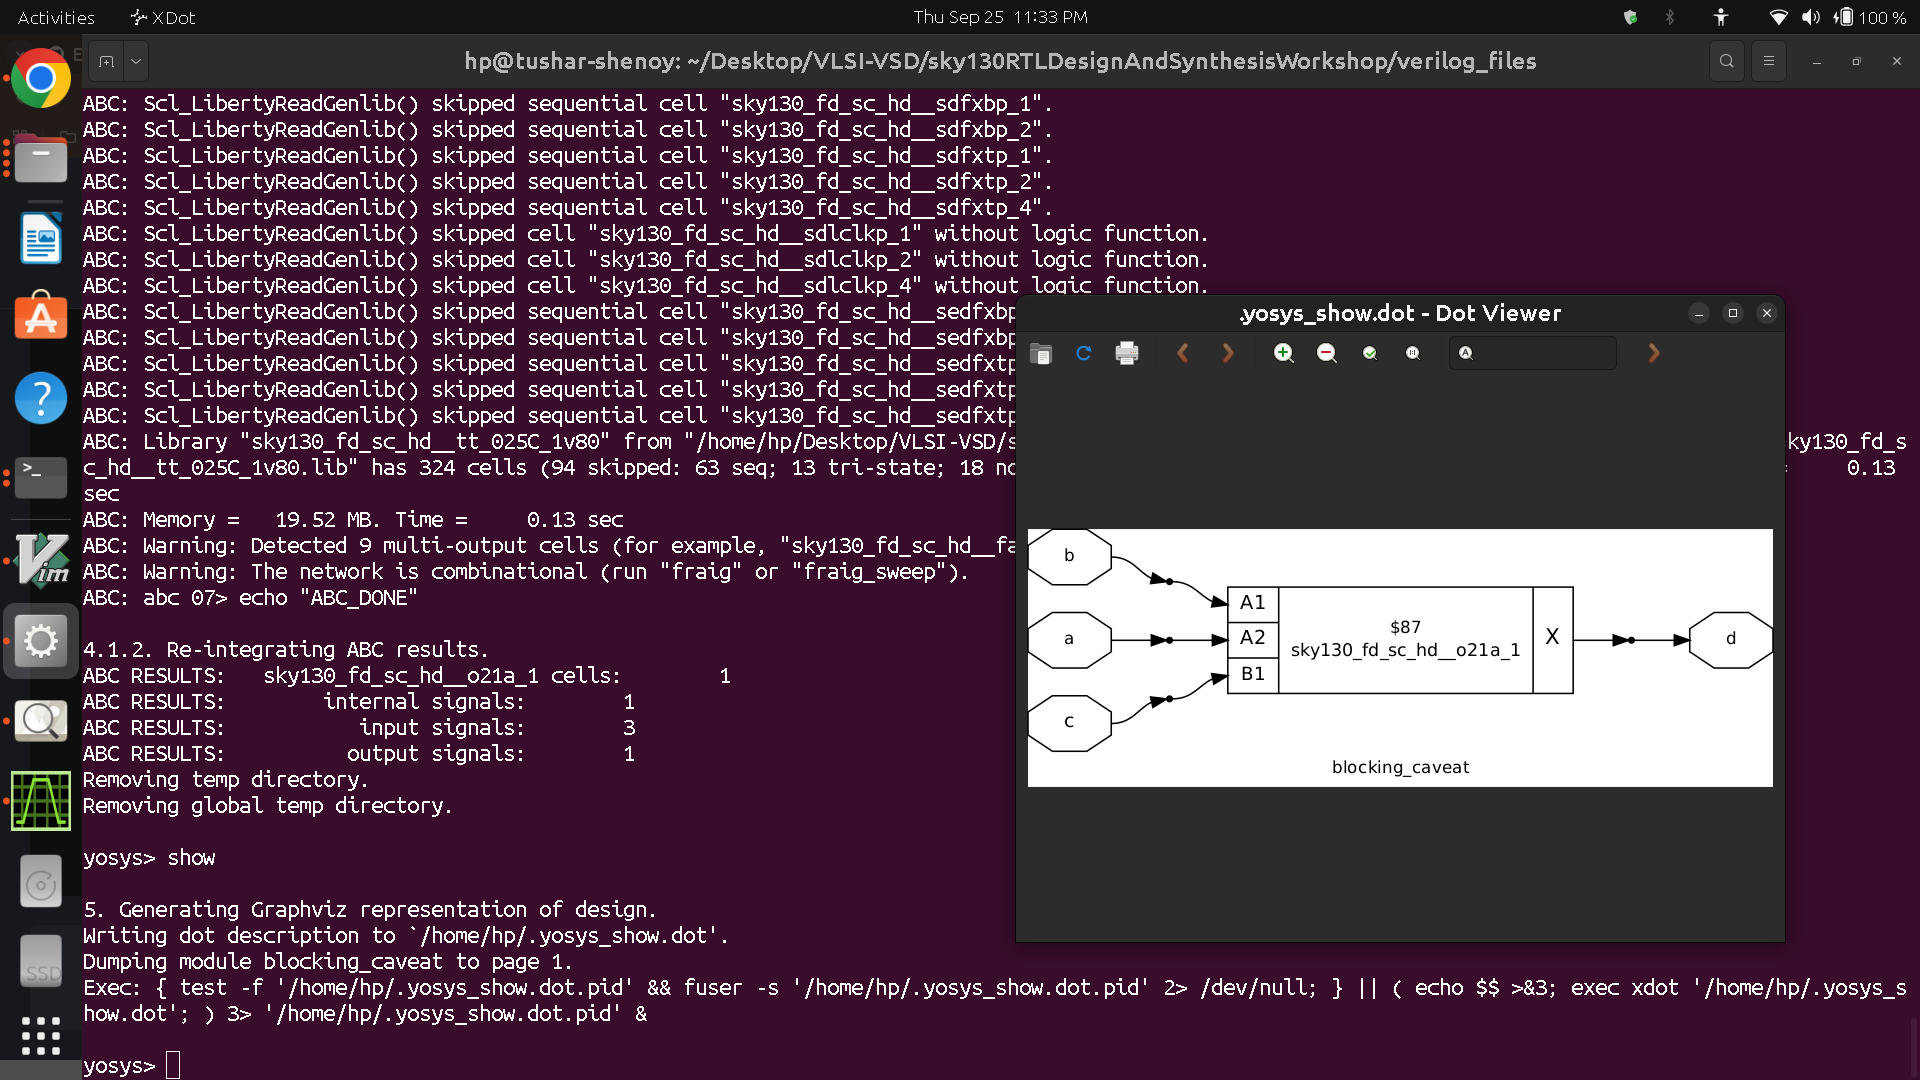 Activities XDot Thu Sep 25 11:33 PM 100 %
hp@tushar-shenoy: ~/Desktop/VLSI-VSD/sky130RTLDesignAndSynthesisWorkshop/verilog_files
ABC: Scl_LibertyReadGenlib() skipped sequential cell "sky130_fd_sc_hd__sdfxbp_1".
ABC: Scl_LibertyReadGenlib() skipped sequential cell "sky130_fd_sc_hd__sdfxbp_2".
ABC: Scl_LibertyReadGenlib() skipped sequential cell "sky130_fd_sc_hd__sdfxtp_1".
ABC: Scl_LibertyReadGenlib() skipped sequential cell "sky130_fd_sc_hd__sdfxtp_2".
ABC: Scl_LibertyReadGenlib() skipped sequential cell "sky130_fd_sc_hd__sdfxtp_4".
ABC: Scl_LibertyReadGenlib() skipped cell "sky130_fd_sc_hd__sdlclkp_1" without logic function.
ABC: Scl_LibertyReadGenlib() skipped cell "sky130_fd_sc_hd__sdlclkp_2" without logic function.
ABC: Scl_LibertyReadGenlib() skipped cell "sky130_fd_sc_hd__sdlclkp_4" without logic function.
ABC: Scl_LibertyReadGenlib() skipped sequential cell "sky130_fd_sc_hd__sedfxbp
ABC: Scl_LibertyReadGenlib() skipped sequential cell "sky130_fd_sc_hd__sedfxbp
ABC: Scl_LibertyReadGenlib() skipped sequential cell "sky130_fd_sc_hd__sedfxtp
ABC: Scl_LibertyReadGenlib() skipped sequential cell "sky130_fd_sc_hd__sedfxtp
ABC: Scl_LibertyReadGenlib() skipped sequential cell "sky130_fd_sc_hd__sedfxtp
ABC: Library "sky130_fd_sc_hd__tt_025C_1v80" from "/home/hp/Desktop/VLSI-VSD/s ky130_fd_s
c_hd__tt_025C_1v80.lib" has 324 cells (94 skipped: 63 seq; 13 tri-state; 18 no 0.13
sec
ABC: Memory = 19.52 MB. Time = 0.13 sec
ABC: Warning: Detected 9 multi-output cells (for example, "sky130_fd_sc_hd__fa
ABC: Warning: The network is combinational (run "fraig" or "fraig_sweep").
ABC: abc 07> echo "ABC_DONE"
4.1.2. Re-integrating ABC results.
ABC RESULTS: sky130_fd_sc_hd__o21a_1 cells: 1
ABC RESULTS: internal signals: 1
ABC RESULTS: input signals: 3
ABC RESULTS: output signals: 1
Removing temp directory.
Removing global temp directory.
yosys> show
5. Generating Graphviz representation of design.
Writing dot description to `/home/hp/.yosys_show.dot'.
Dumping module blocking_caveat to page 1.
Exec: { test -f '/home/hp/.yosys_show.dot.pid' && fuser -s '/home/hp/.yosys_show.dot.pid' 2> /dev/null; } || ( echo $$ >&3; exec xdot '/home/hp/.yosys_s
how.dot'; ) 3> '/home/hp/.yosys_show.dot.pid' &
yosys>
.yosys_show.dot - Dot Viewer
b
a
c
A1
A2
B1
$87
sky130_fd_sc_hd__o21a_1
X
d
blocking_caveat
Vim
SSD